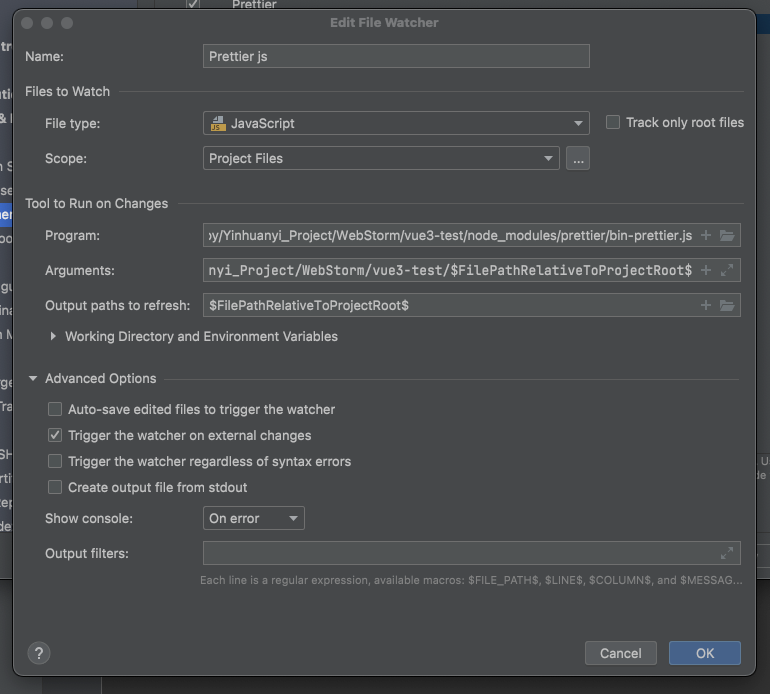 Prettier
Edit File Watcher
Name: Prettier js
Files to Watch
File type: JavaScript Track only root files
Scope: Project Files ...
Tool to Run on Changes
Program: /Yinhuanyi_Project/WebStorm/vue3-test/node_modules/prettier/bin-prettier.js
Arguments: nyi_Project/WebStorm/vue3-test/$FilePathRelativeToProjectRoot$
Output paths to refresh: $FilePathRelativeToProjectRoot$
Working Directory and Environment Variables
Advanced Options
Auto-save edited files to trigger the watcher
Trigger the watcher on external changes
Trigger the watcher regardless of syntax errors
Create output file from stdout
Show console: On error
Output filters:
Each line is a regular expression, available macros: $FILE_PATH$, $LINE$, $COLUMN$, and $MESSAG...
? Cancel OK